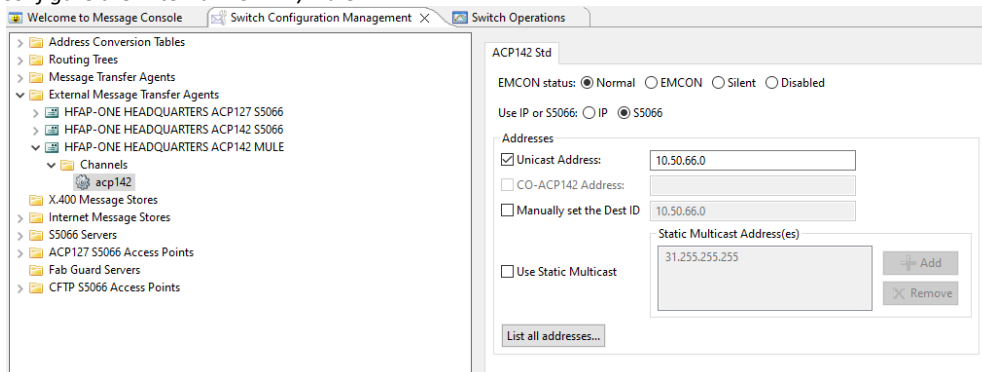 Welcome to Message Console
Switch Configuration Management
Switch Operations
Address Conversion Tables
Routing Trees
Message Transfer Agents
External Message Transfer Agents
HFAP-ONE HEADQUARTERS ACP127 S5066
HFAP-ONE HEADQUARTERS ACP142 S5066
HFAP-ONE HEADQUARTERS ACP142 MULE
Channels
acp142
X.400 Message Stores
Internet Message Stores
S5066 Servers
ACP127 S5066 Access Points
Fab Guard Servers
CFTP S5066 Access Points
ACP142 Std
EMCON status: Normal EMCON Silent Disabled
Use IP or S5066: IP S5066
Addresses
Unicast Address: 10.50.66.0
CO-ACP142 Address:
Manually set the Dest ID 10.50.66.0
Static Multicast Address(es)
Use Static Multicast
31.255.255.255
Add
Remove
List all addresses...